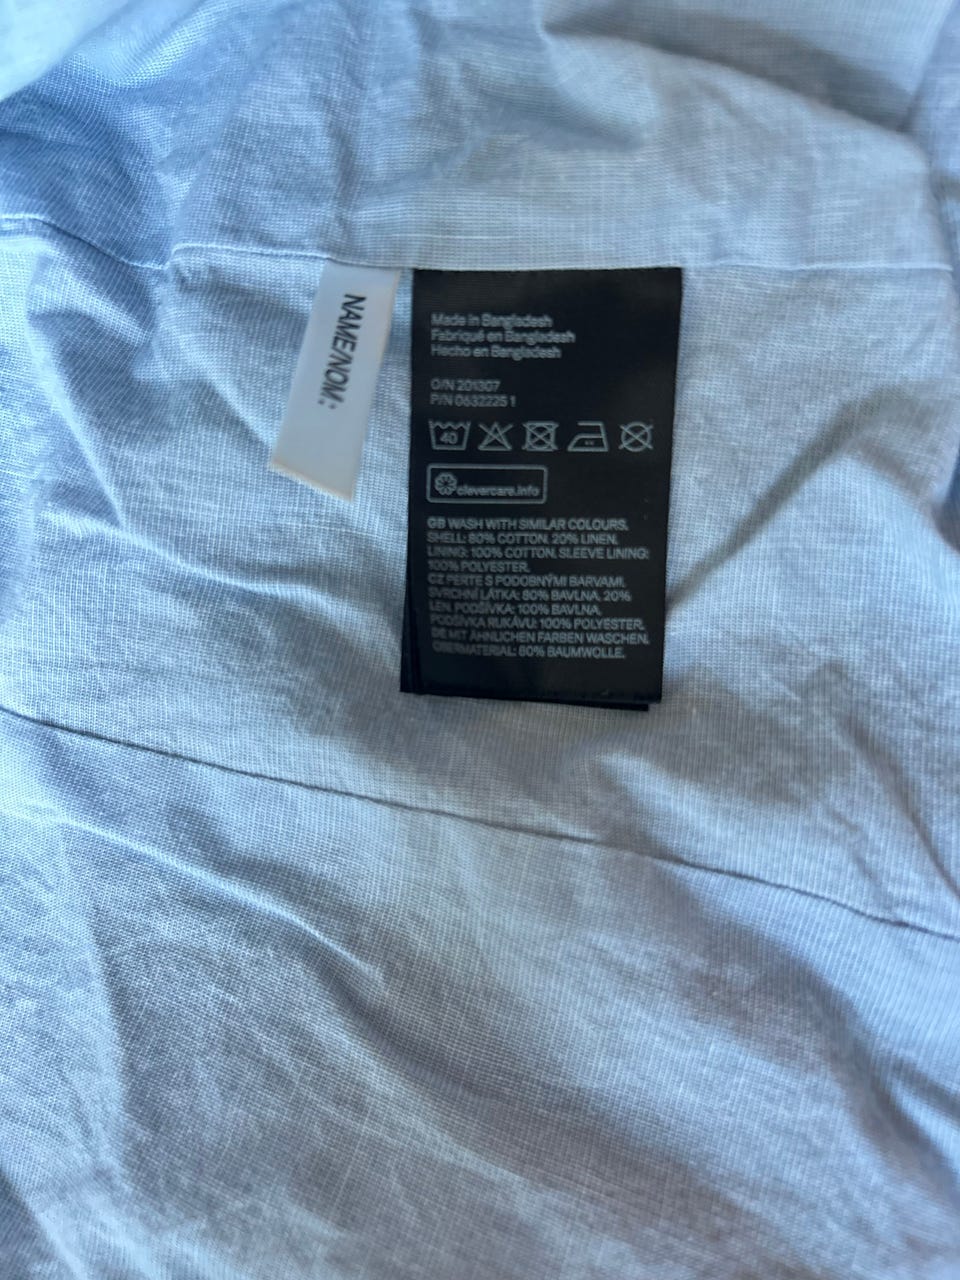 NAME/NOM:
Made in Bangladesh
Fabriqué en Bangladesh
Hecho en Bangladesh
O/N 201307
P/N 0632225 1
40
clevercare.info
GB WASH WITH SIMILAR COLOURS.
SHELL: 80% COTTON. 20% LINEN.
LINING: 100% COTTON. SLEEVE LINING:
100% POLYESTER.
CZ PERTE S PODOBNÝMI BARVAMI.
SVRCHNÍ LÁTKA: 80% BAVLNA. 20%
LEN. PODŠÍVKA: 100% BAVLNA.
PODŠÍVKA RUKÁVU: 100% POLYESTER.
DE MIT ÄHNLICHEN FARBEN WASCHEN.
OBERMATERIAL: 80% BAUMWOLLE.